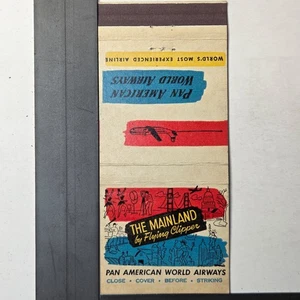 WORLD'S MOST EXPERIENCED AIRLINE
PAN AMERICAN
WORLD AIRWAYS
THE MAINLAND
by Flying Clipper
PAN AMERICAN WORLD AIRWAYS
CLOSE • COVER • BEFORE • STRIKING